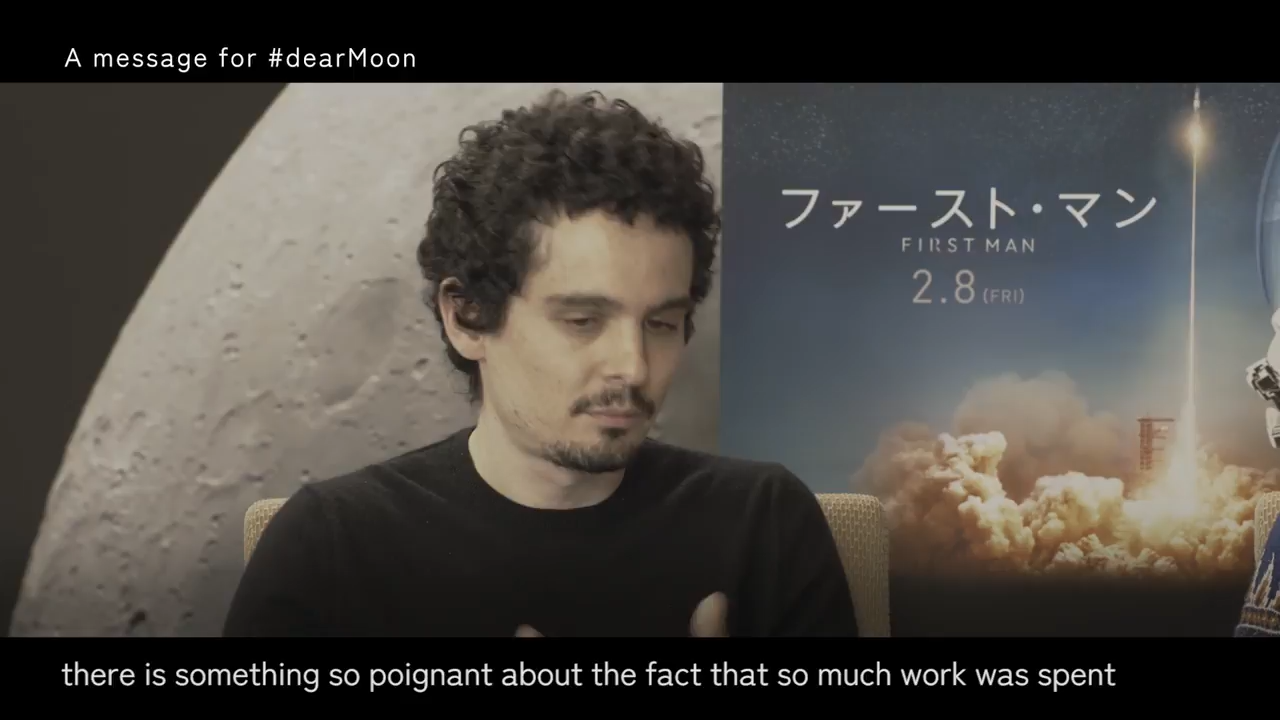 A message for #dearMoon
ファースト・マン
FIRST MAN
2.8 (FRI)
there is something so poignant about the fact that so much work was spent